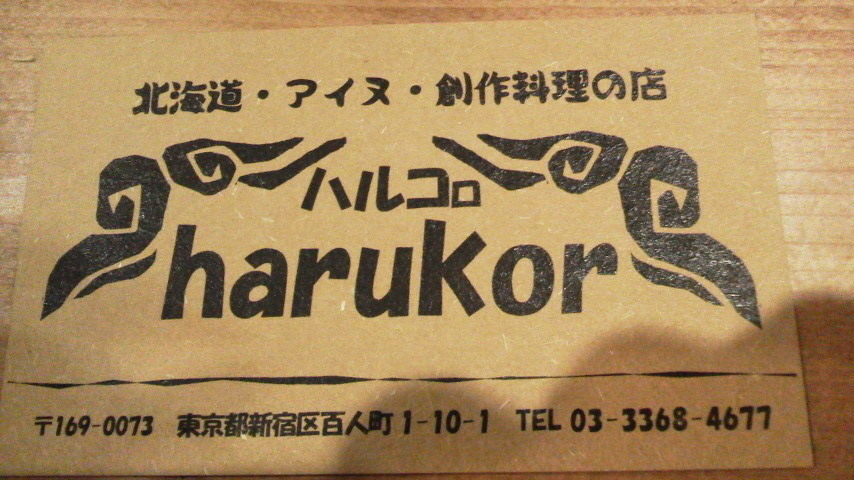 北海道・アイヌ・創作料理の店
ハルコㇿ
harukor
〒169-0073 東京都新宿区百人町1-10-1 TEL 03-3368-4677